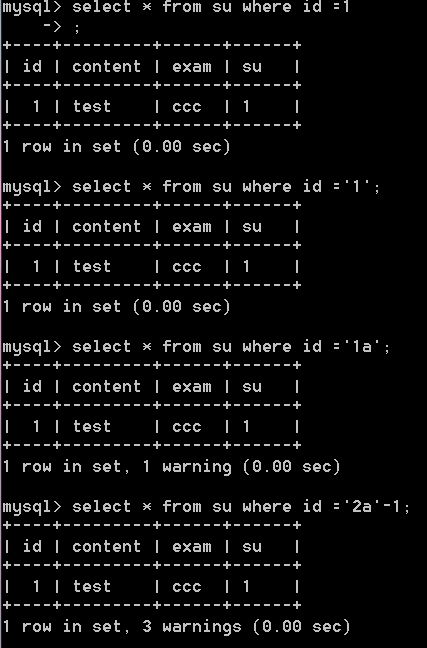 mysql> select * from su where id =1
    -> ;
+----+---------+------+------+
| id | content | exam | su   |
+----+---------+------+------+
|  1 | test    | ccc  | 1    |
+----+---------+------+------+
1 row in set (0.00 sec)

mysql> select * from su where id ='1';
+----+---------+------+------+
| id | content | exam | su   |
+----+---------+------+------+
|  1 | test    | ccc  | 1    |
+----+---------+------+------+
1 row in set (0.00 sec)

mysql> select * from su where id ='1a';
+----+---------+------+------+
| id | content | exam | su   |
+----+---------+------+------+
|  1 | test    | ccc  | 1    |
+----+---------+------+------+
1 row in set, 1 warning (0.00 sec)

mysql> select * from su where id ='2a'-1;
+----+---------+------+------+
| id | content | exam | su   |
+----+---------+------+------+
|  1 | test    | ccc  | 1    |
+----+---------+------+------+
1 row in set, 3 warnings (0.00 sec)